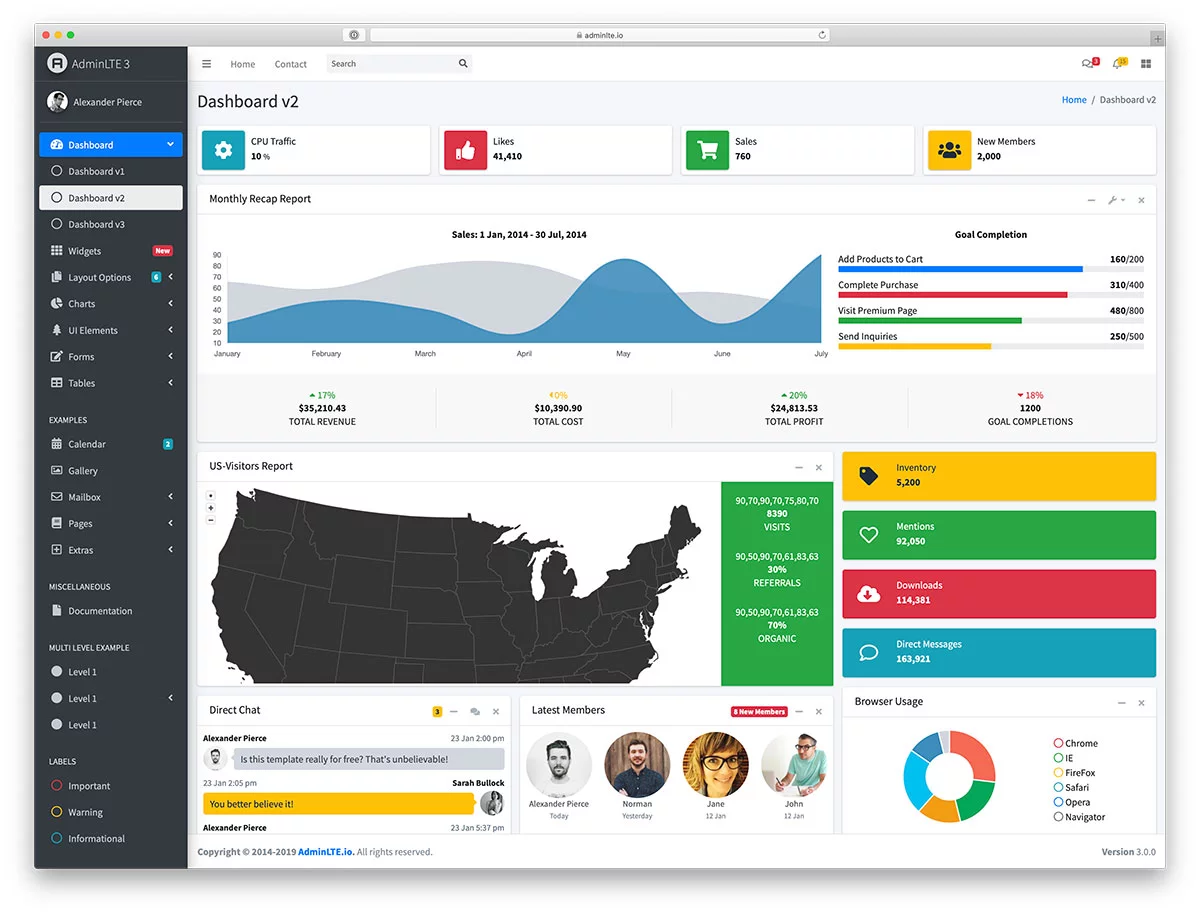 adminlte.io
AdminLTE 3
Home
Contact
Search
3
15
Alexander Pierce
Dashboard
Dashboard v1
Dashboard v2
Dashboard v3
Widgets New
Layout Options 6
Charts
UI Elements
Forms
Tables
EXAMPLES
Calendar 2
Gallery
Mailbox
Pages
Extras
MISCELLANEOUS
Documentation
MULTI LEVEL EXAMPLE
Level 1
Level 1
Level 1
LABELS
Important
Warning
Informational
Dashboard v2
Home / Dashboard v2
CPU Traffic
10 %
Likes
41,410
Sales
760
New Members
2,000
Monthly Recap Report
Sales: 1 Jan, 2014 - 30 Jul, 2014
90
80
70
60
50
40
30
20
10
January February March April May June July
Goal Completion
Add Products to Cart 160/200
Complete Purchase 310/400
Visit Premium Page 480/800
Send Inquiries 250/500
17%
$35,210.43
TOTAL REVENUE
0%
$10,390.90
TOTAL COST
20%
$24,813.53
TOTAL PROFIT
18%
1200
GOAL COMPLETIONS
US-Visitors Report
90,70,90,70,75,80,70
8390
VISITS
90,50,90,70,61,83,63
30%
REFERRALS
90,50,90,70,61,83,63
70%
ORGANIC
Inventory
5,200
Mentions
92,050
Downloads
114,381
Direct Messages
163,921
Direct Chat 3
Alexander Pierce 23 Jan 2:00 pm
Is this template really for free? That's unbelievable!
23 Jan 2:05 pm Sarah Bullock
You better believe it!
Alexander Pierce 23 Jan 5:37 pm
Latest Members 8 New Members
Alexander Pierce
Today
Norman
Yesterday
Jane
12 Jan
John
12 Jan
Browser Usage
Chrome
IE
FireFox
Safari
Opera
Navigator
Copyright © 2014-2019 AdminLTE.io. All rights reserved.
Version 3.0.0